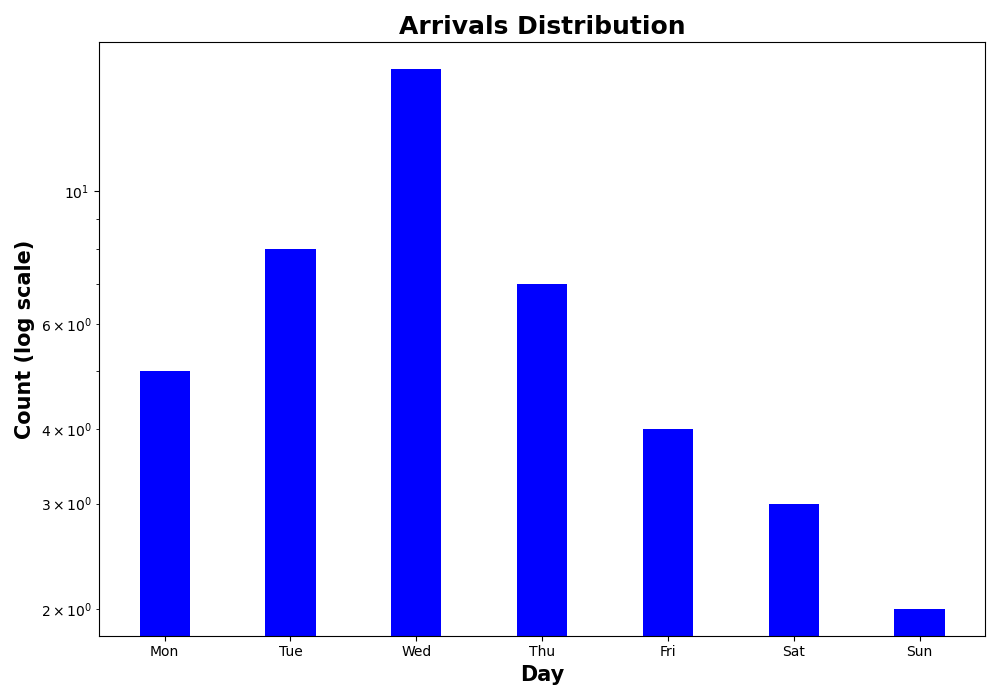 Arrivals Distribution
Count (log scale)
10¹
6 × 10⁰
4 × 10⁰
3 × 10⁰
2 × 10⁰
Mon Tue Wed Thu Fri Sat Sun
Day